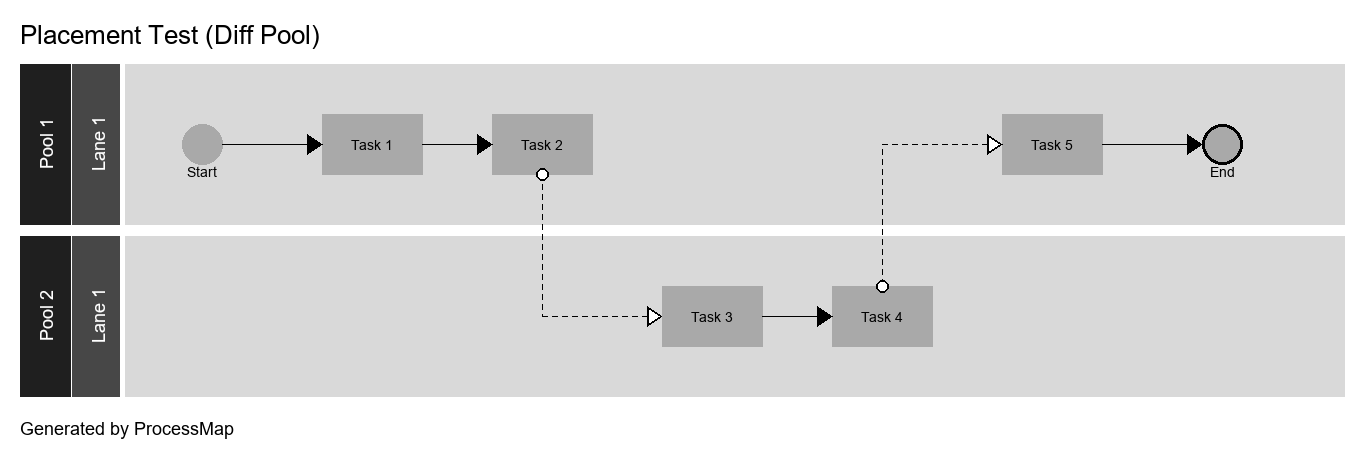 Placement Test (Diff Pool)
Pool 1
Lane 1
Start
Task 1
Task 2
Task 5
End
Pool 2
Lane 1
Task 3
Task 4
Generated by ProcessMap